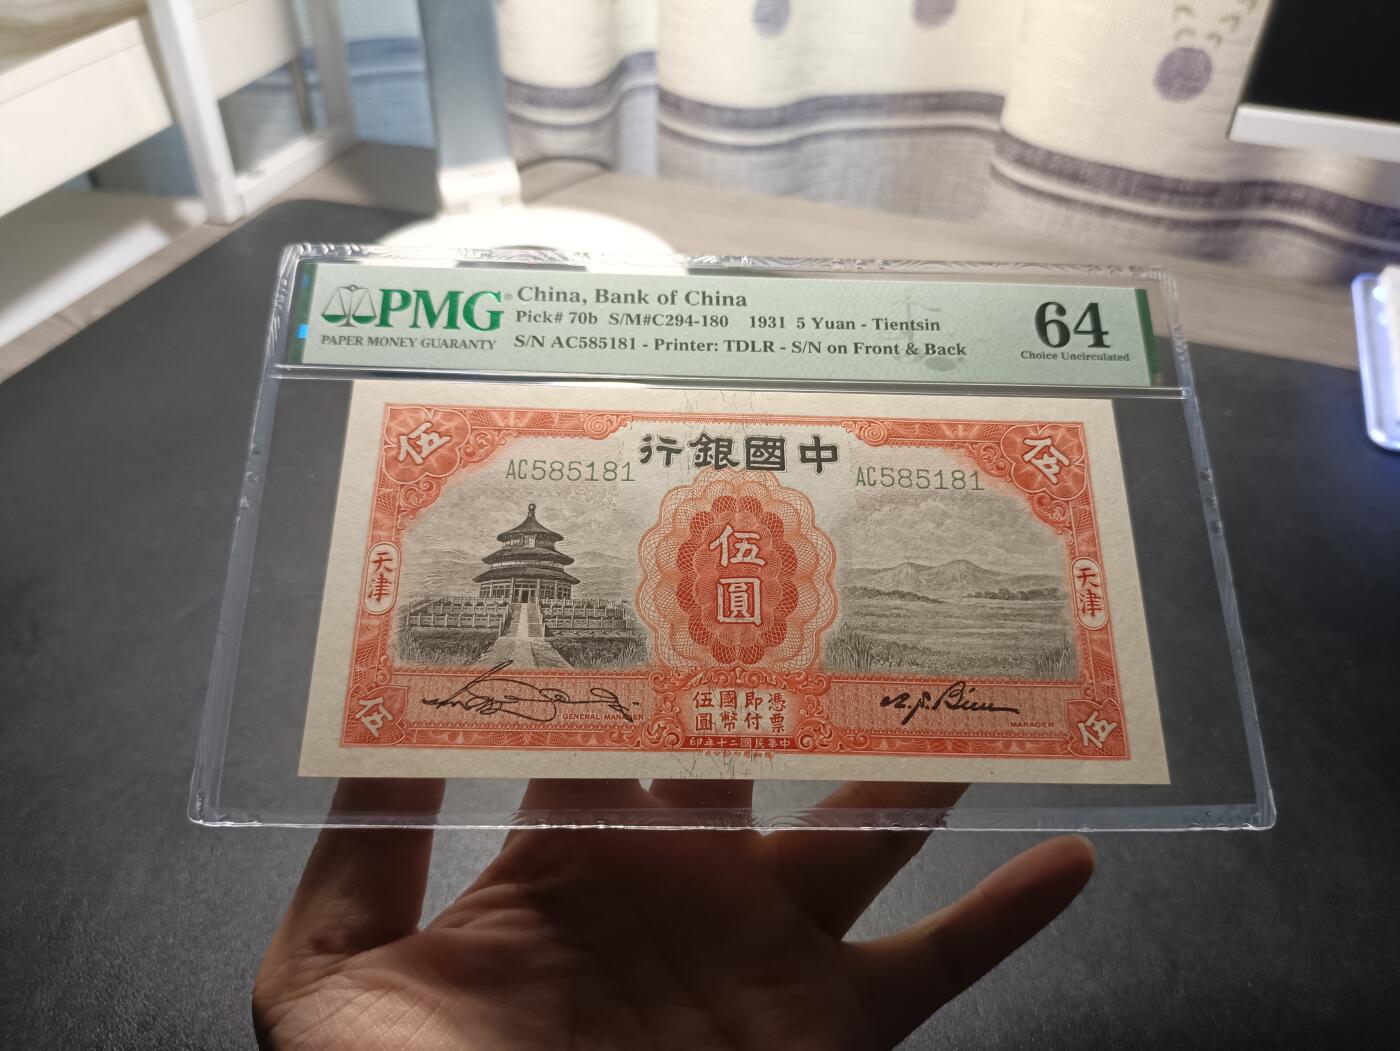 PMG®
PAPER MONEY GUARANTY
China, Bank of China
Pick# 70b S/M#C294-180 1931 5 Yuan - Tientsin
S/N AC585181 - Printer: TDLR - S/N on Front & Back
64
Choice Uncirculated
伍
伍
行銀國中
AC585181
AC585181
天津
天津
伍圓
伍國即憑
圓幣付票
GENERAL MANAGER
MANAGER
伍
伍
印年十二國民華中